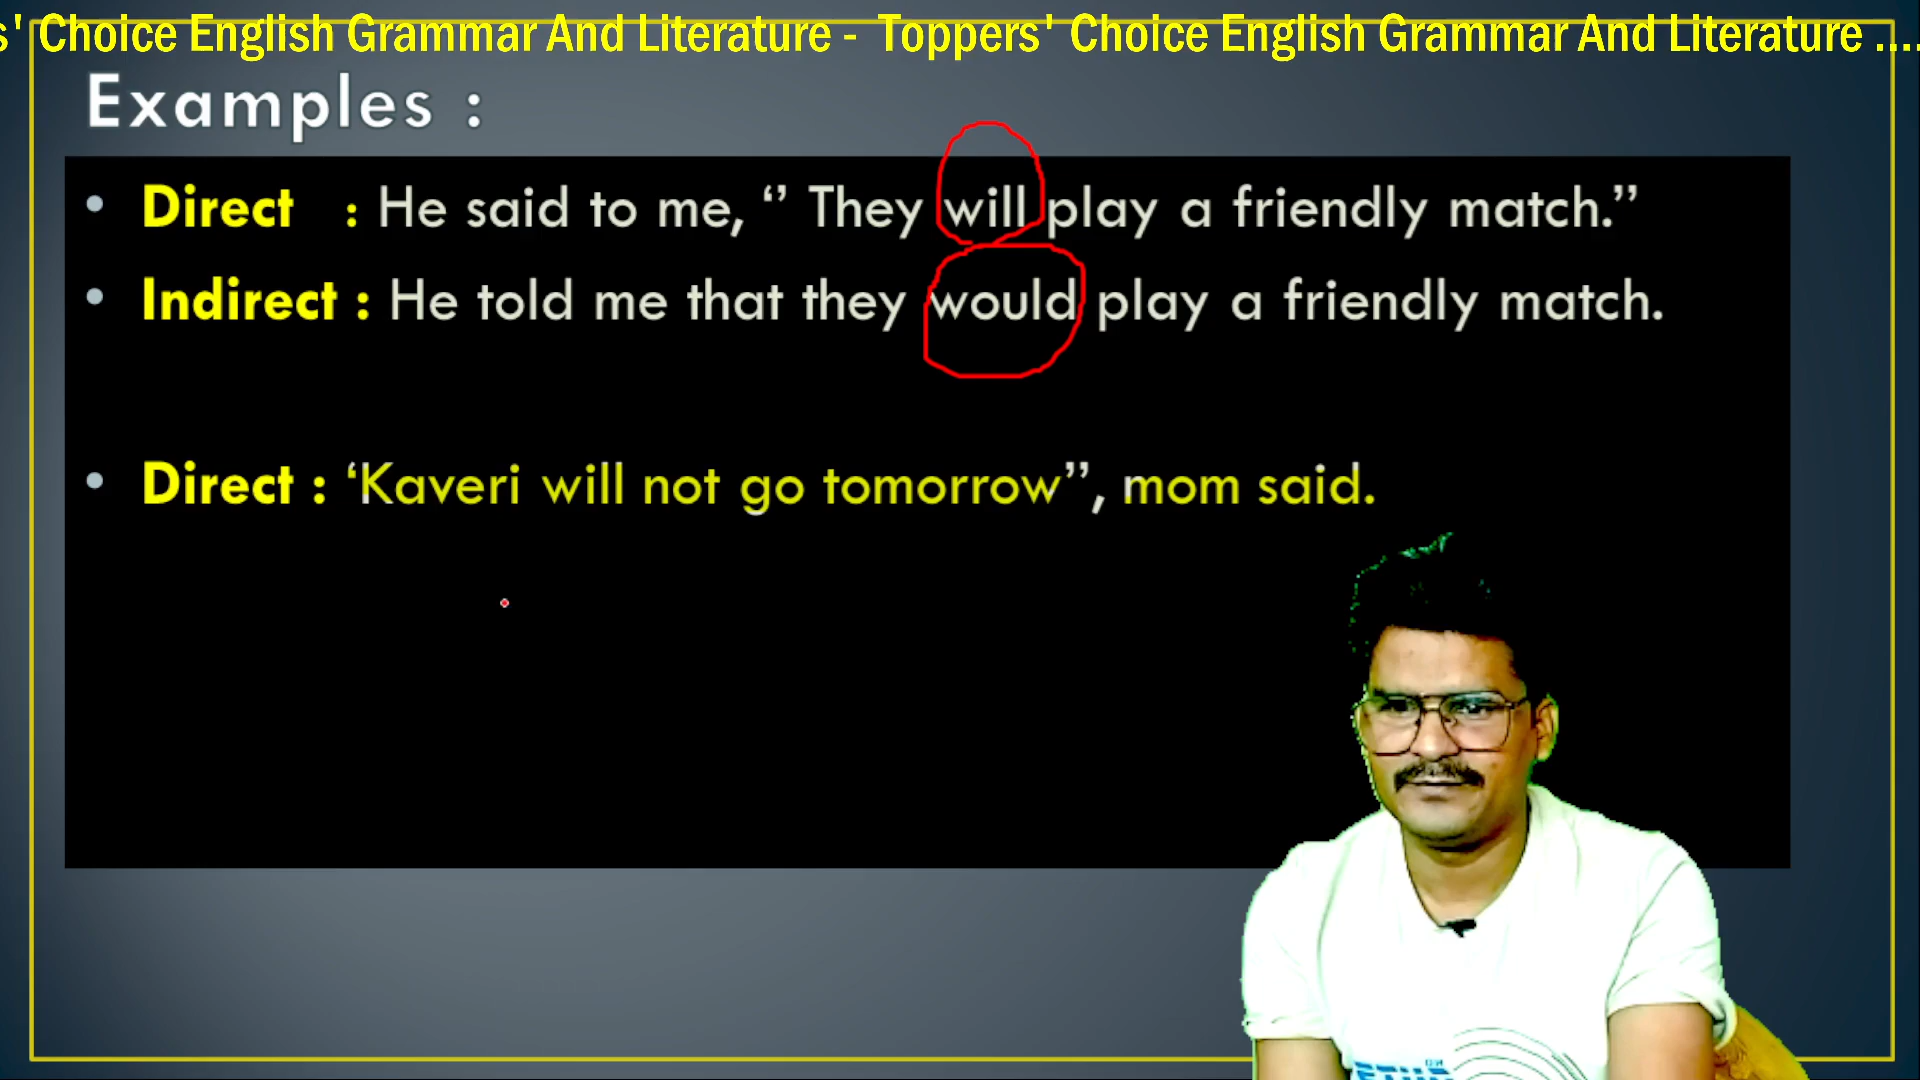 s' Choice English Grammar And Literature - Toppers' Choice English Grammar And Literature ....
Examples :
• Direct : He said to me, ‘’ They will play a friendly match.”
• Indirect : He told me that they would play a friendly match.
• Direct : ‘Kaveri will not go tomorrow”, mom said.